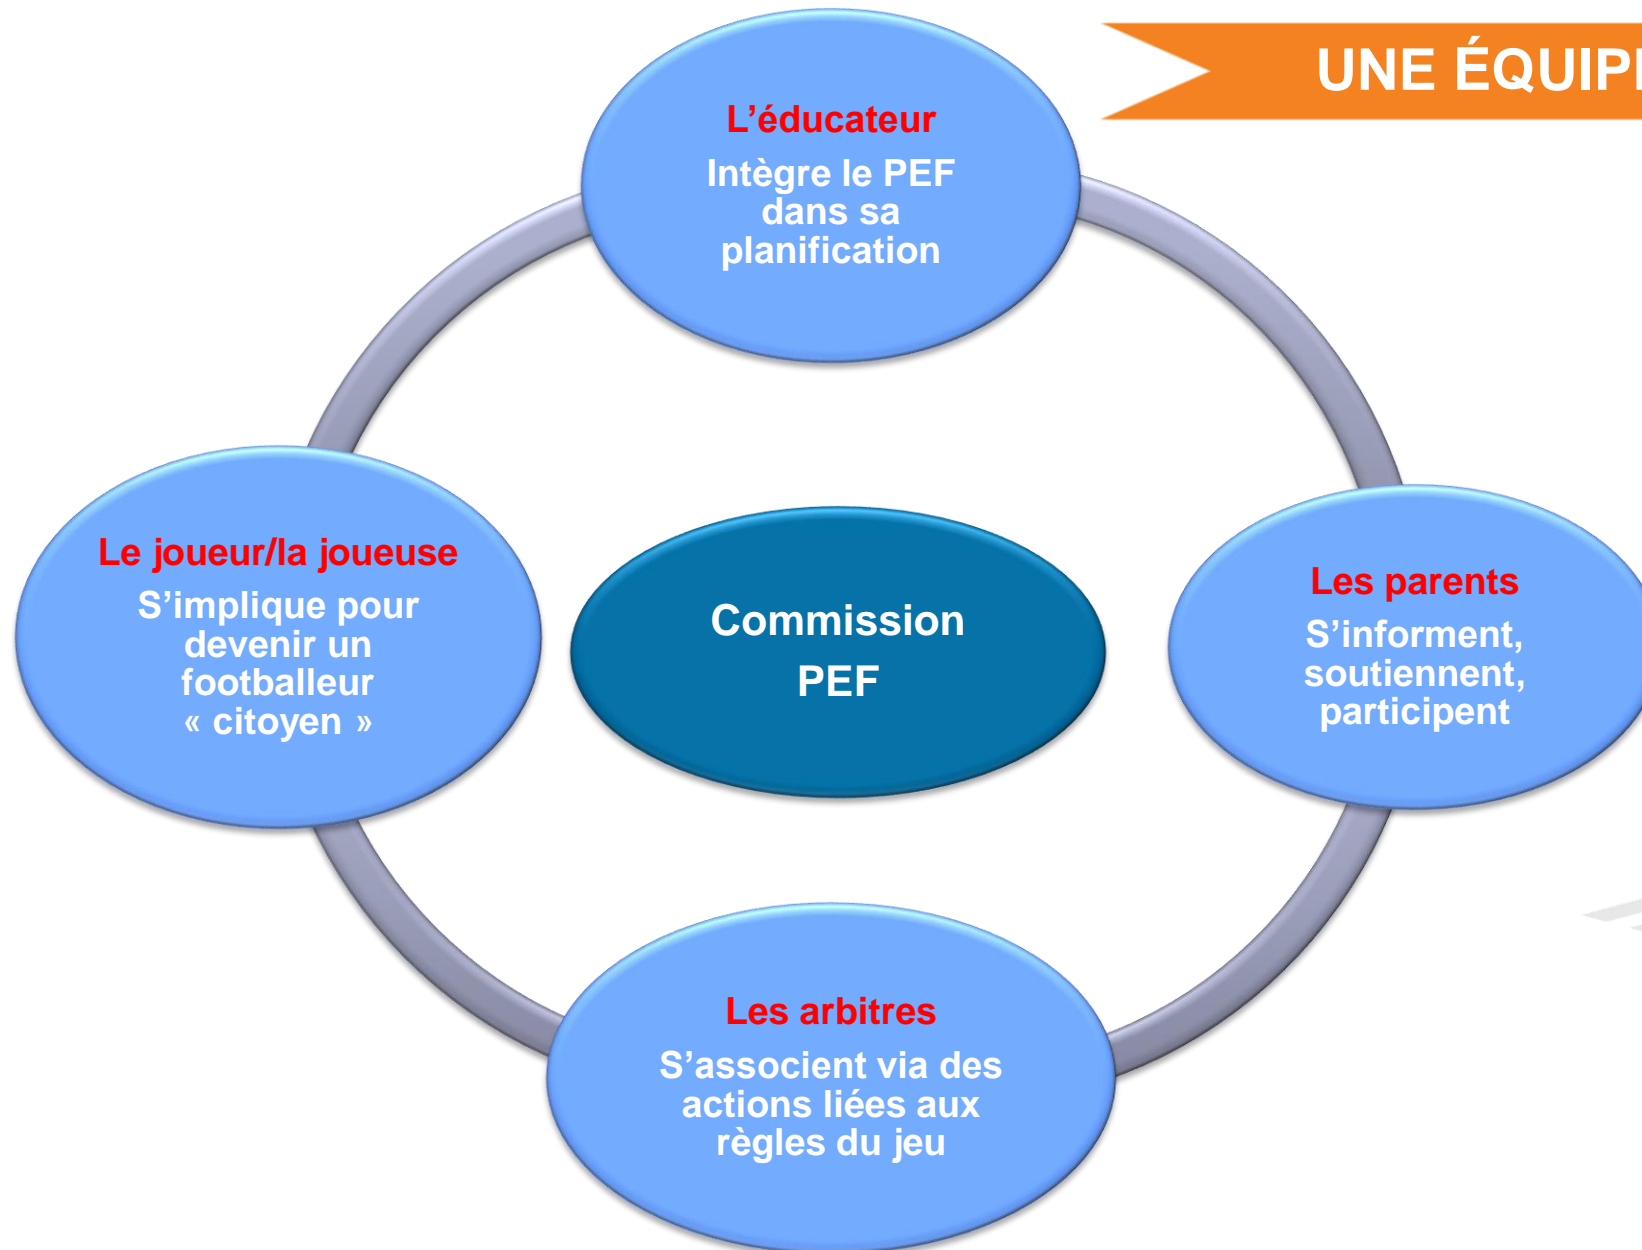 UNE ÉQUIPE
L’éducateur
Intègre le PEF
dans sa
planification
Le joueur/la joueuse
S’implique pour
devenir un
footballeur
« citoyen »
Commission
PEF
Les parents
S’informent,
soutiennent,
participent
Les arbitres
S’associent via des
actions liées aux
règles du jeu